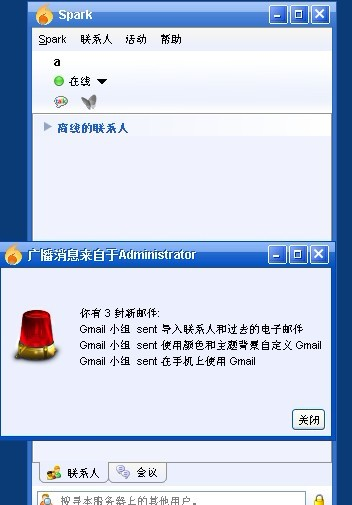 Spark
Spark 联系人 活动 帮助
a
在线
talk
离线的联系人
广播消息来自于Administrator
你有 3 封新邮件:
Gmail 小组 sent 导入联系人和过去的电子邮件
Gmail 小组 sent 使用颜色和主题背景自定义 Gmail
Gmail 小组 sent 在手机上使用 Gmail
关闭
联系人 会议
搜寻本服务器上的其他用户。